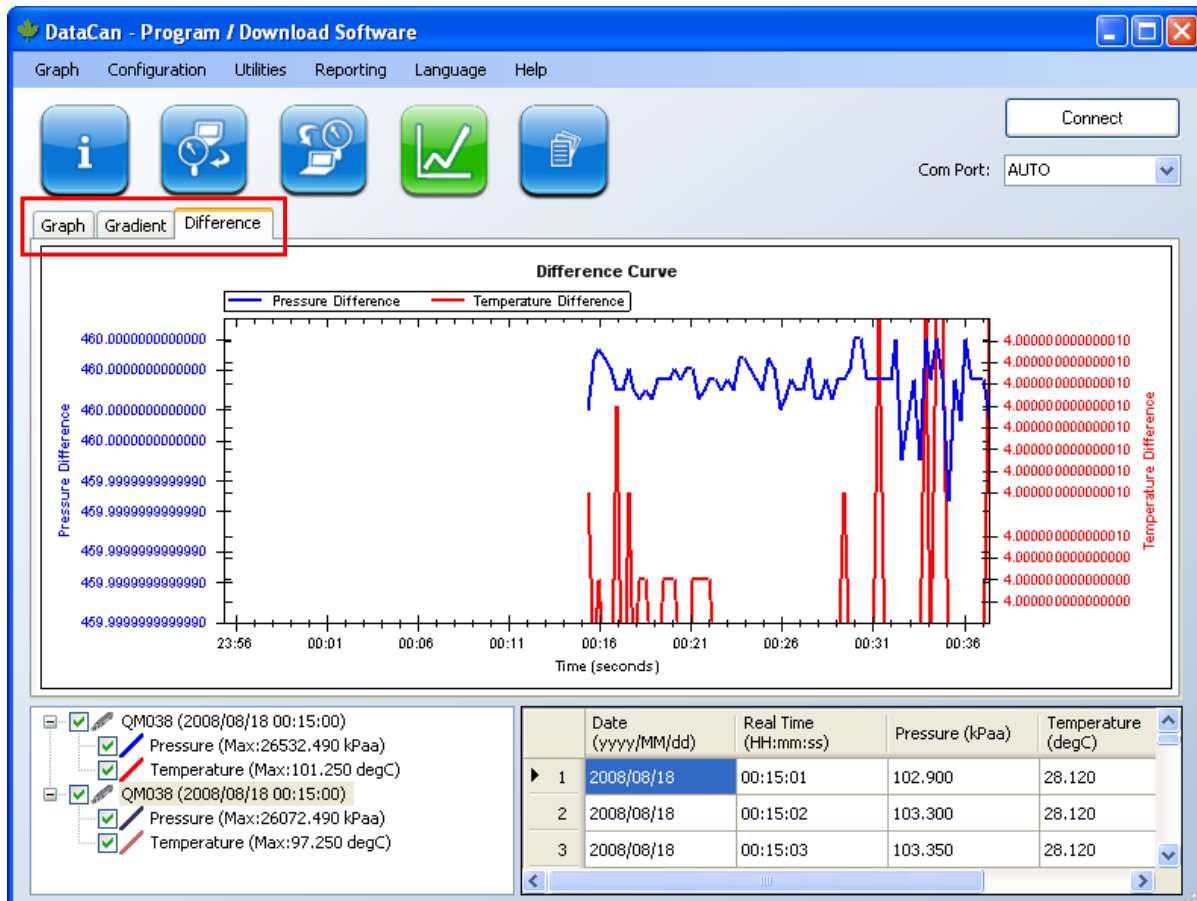 DataCan - Program / Download Software
Graph Configuration Utilities Reporting Language Help
Connect
Com Port: AUTO
Graph Gradient Difference
Difference Curve
Pressure Difference Temperature Difference
Pressure Difference
460.0000000000000
460.0000000000000
460.0000000000000
460.0000000000000
459.9999999999990
459.9999999999990
459.9999999999990
459.9999999999990
459.9999999999990
4.000000000000010
4.000000000000010
4.000000000000010
4.000000000000010
4.000000000000010
4.000000000000010
4.000000000000010
4.000000000000010
4.000000000000010
4.000000000000000
4.000000000000000
4.000000000000000
Temperature Difference
23:56 00:01 00:06 00:11 00:16 00:21 00:26 00:31 00:36
Time (seconds)
QM038 (2008/08/18 00:15:00)
Pressure (Max:26532.490 kPaa)
Temperature (Max:101.250 degC)
QM038 (2008/08/18 00:15:00)
Pressure (Max:26072.490 kPaa)
Temperature (Max:97.250 degC)
Date (yyyy/MM/dd) Real Time (HH:mm:ss) Pressure (kPaa) Temperature (degC)
1 2008/08/18 00:15:01 102.900 28.120
2 2008/08/18 00:15:02 103.300 28.120
3 2008/08/18 00:15:03 103.350 28.120